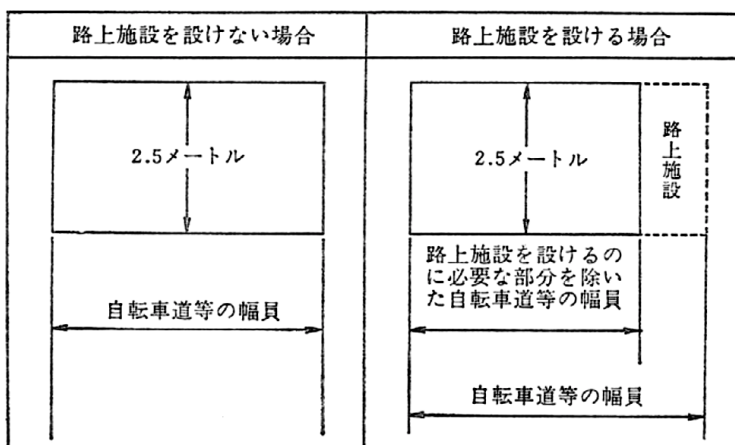 路上施設を設けない場合
2.5メートル
自転車道等の幅員
路上施設を設ける場合
2.5メートル
路上施設
路上施設を設けるの
に必要な部分を除い
た自転車道等の幅員
自転車道等の幅員